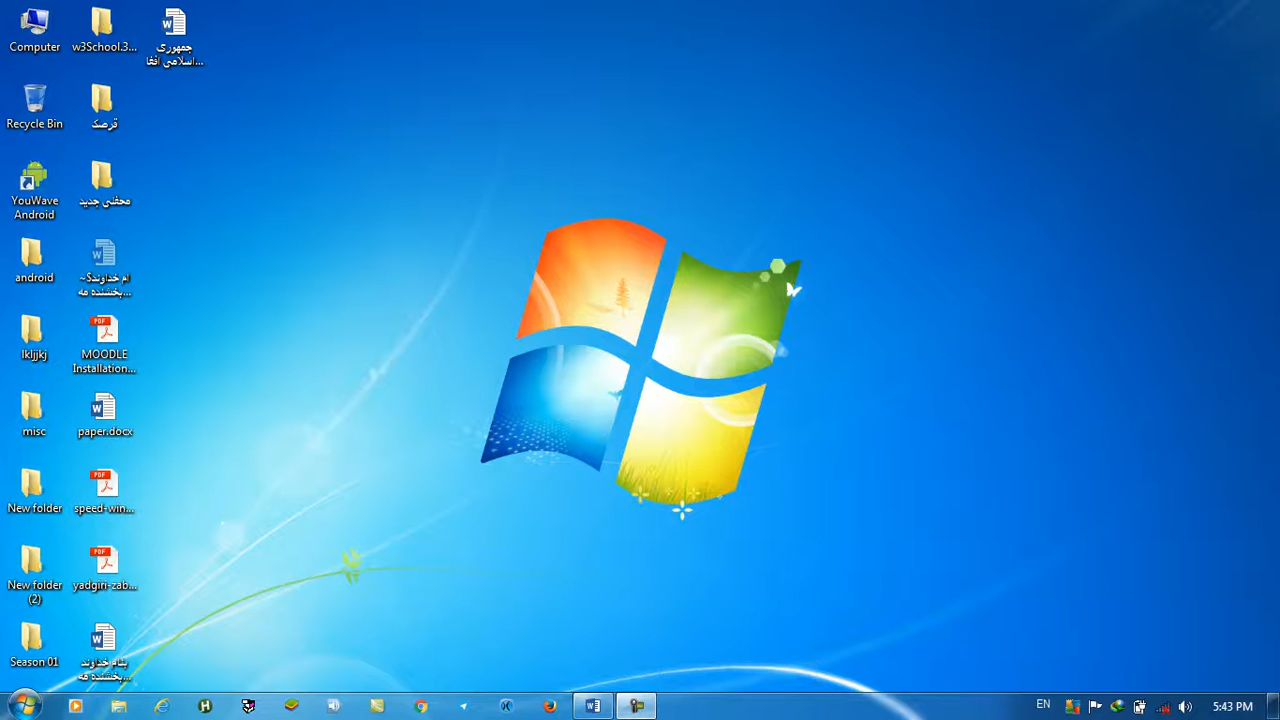 Computer
w3School.3...
جمهوری
اسلامی افغا...
Recycle Bin
قرصک
YouWave
Android
محفلی جدید
android
~$ام خداوند
بخشنده مه...
lkljjkj
MOODLE
Installation...
misc
paper.docx
New folder
speed-win...
New folder
(2)
yadgiri-zab...
Season 01
بنام خداوند
بخشنده مه...
EN
5:43 PM